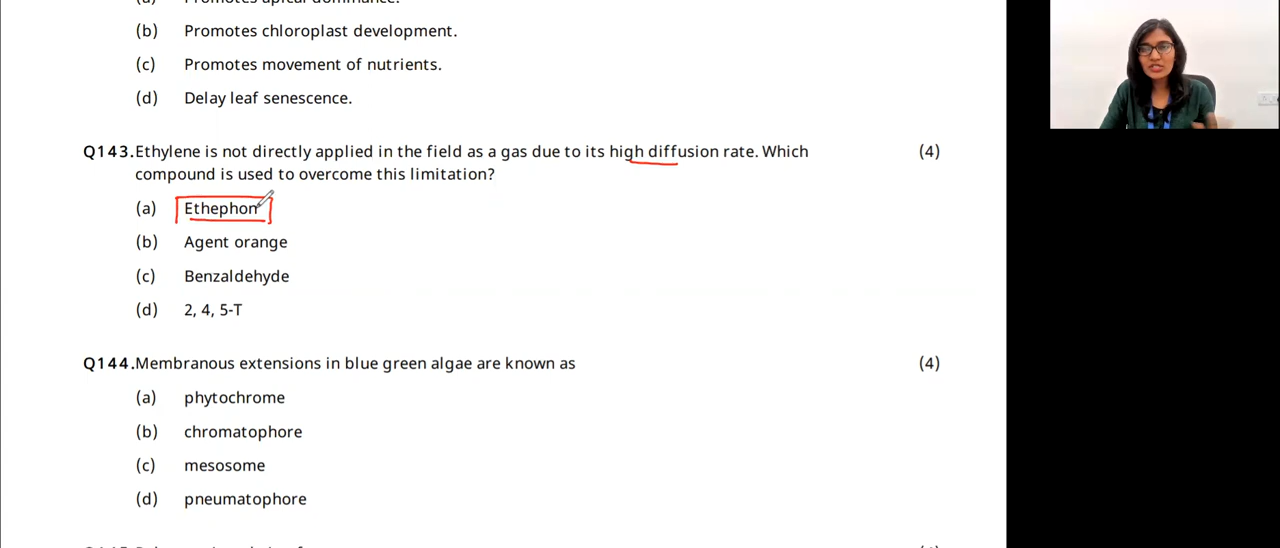 (b) Promotes chloroplast development.
(c) Promotes movement of nutrients.
(d) Delay leaf senescence.
Q143.Ethylene is not directly applied in the field as a gas due to its high diffusion rate. Which (4)
compound is used to overcome this limitation?
(a) Ethephon
(b) Agent orange
(c) Benzaldehyde
(d) 2, 4, 5-T
Q144.Membranous extensions in blue green algae are known as (4)
(a) phytochrome
(b) chromatophore
(c) mesosome
(d) pneumatophore